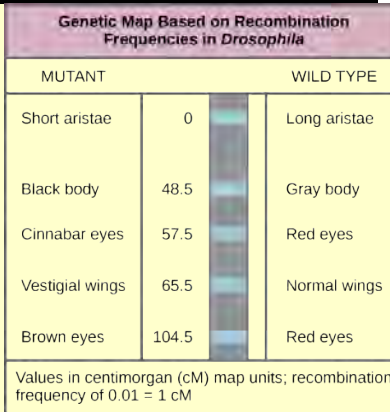 Genetic Map Based on Recombination
Frequencies in Drosophila
MUTANT WILD TYPE
Short aristae 0 Long aristae
Black body 48.5 Gray body
Cinnabar eyes 57.5 Red eyes
Vestigial wings 65.5 Normal wings
Brown eyes 104.5 Red eyes
Values in centimorgan (cM) map units; recombination
frequency of 0.01 = 1 cM